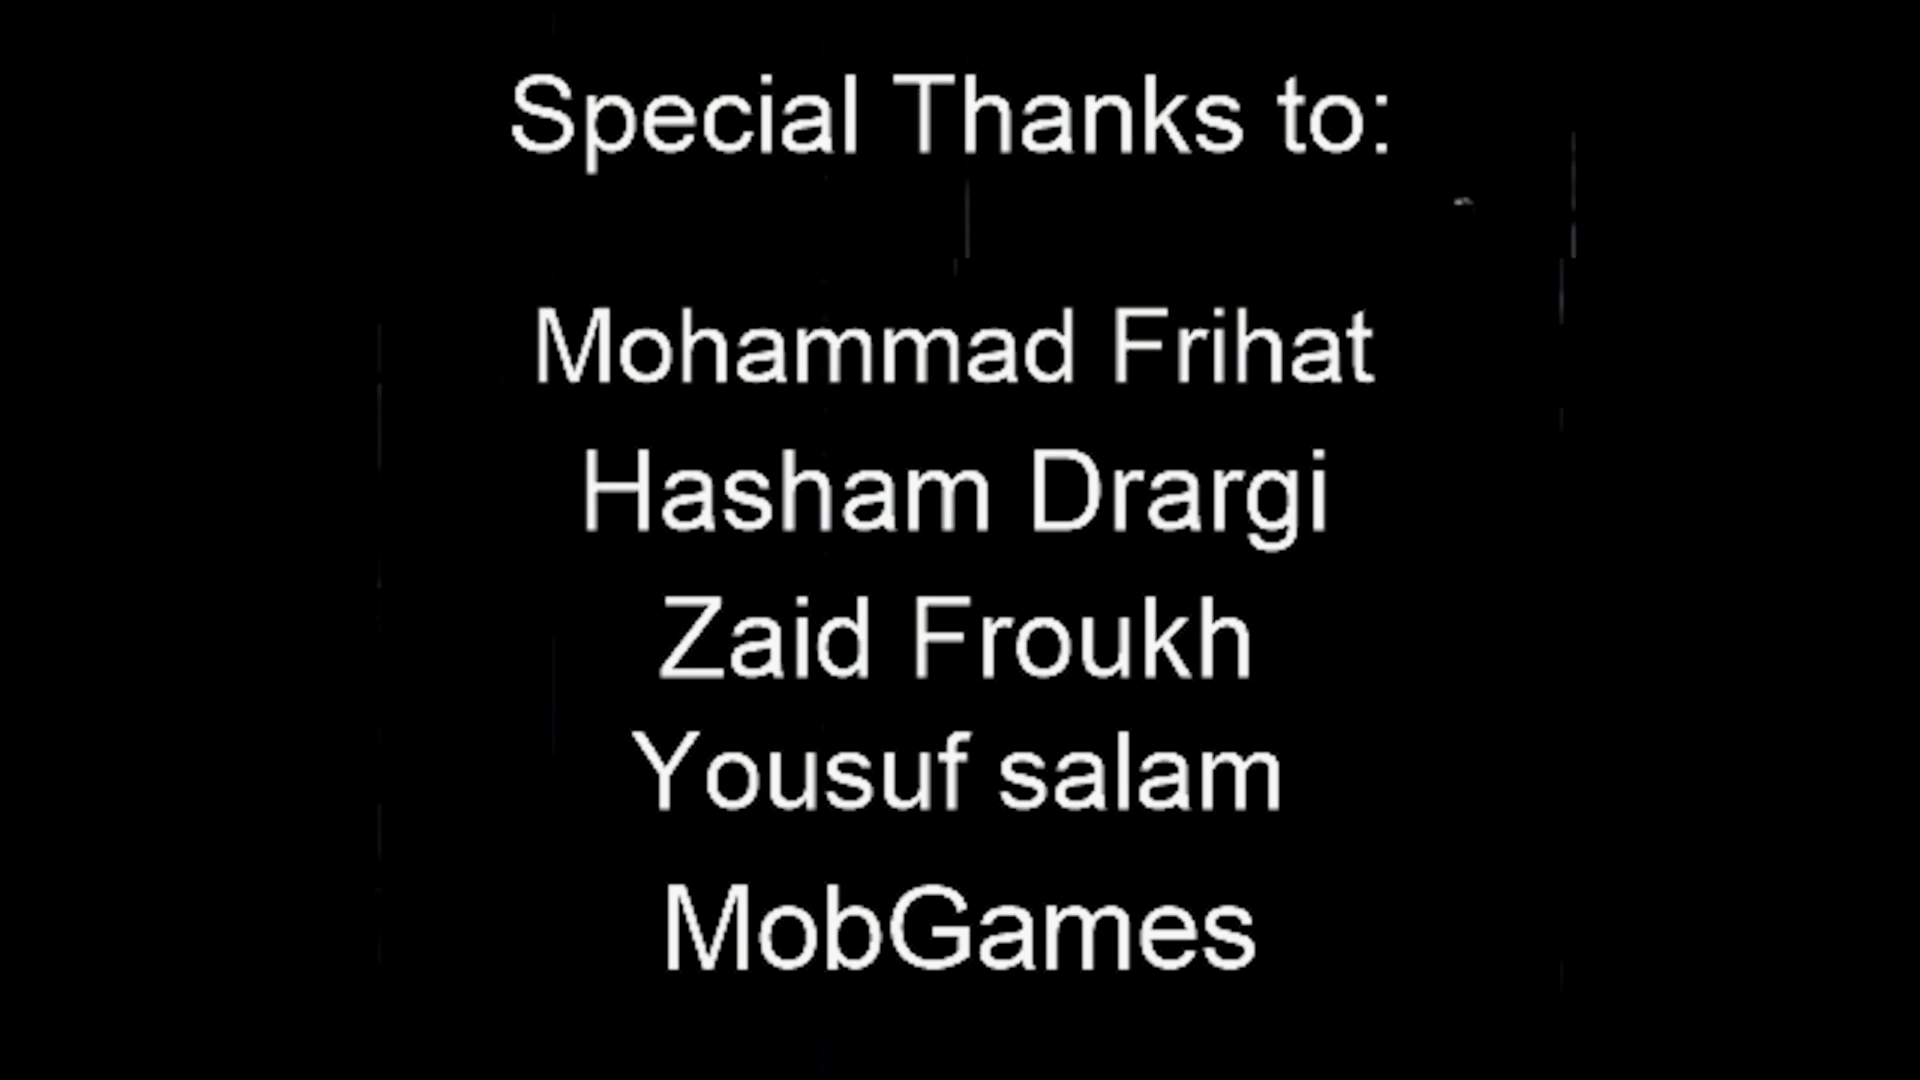 Special Thanks to:
Mohammad Frihat
Hasham Drargi
Zaid Froukh
Yousuf salam
MobGames